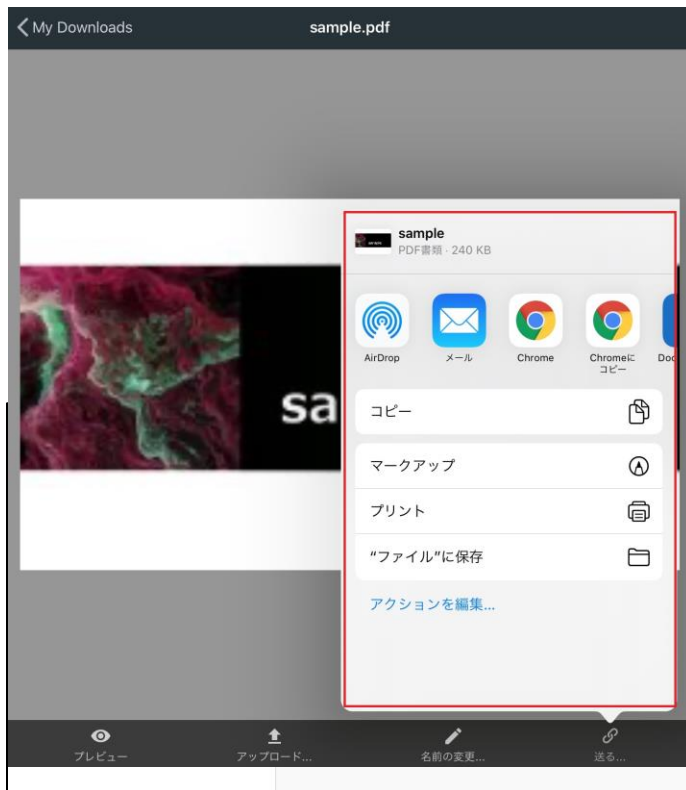 My Downloads
sample.pdf
sample
PDF書類 · 240 KB
AirDrop
メール
Chrome
Chromeに
コピー
sa
コピー
マークアップ
プリント
"ファイル"に保存
アクションを編集...
プレビュー
アップロード...
名前の変更...
送る...